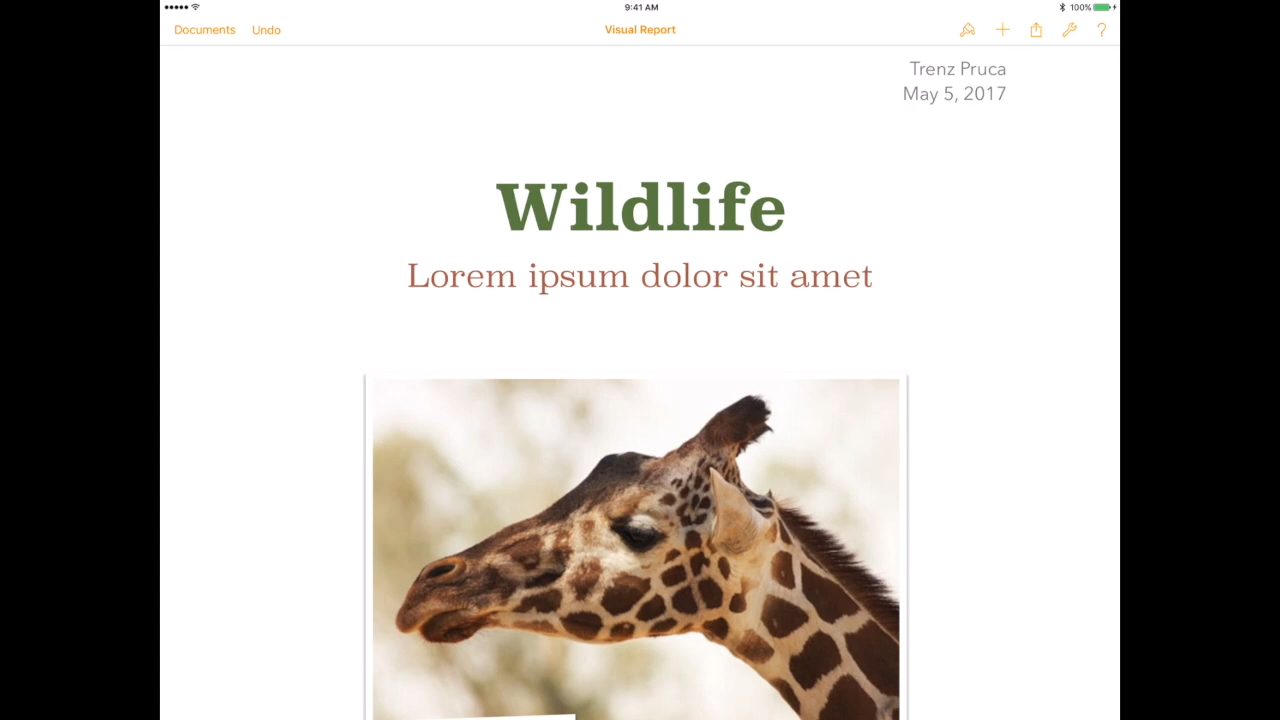 9:41 AM
100%
Documents Undo Visual Report ?
Trenz Pruca
May 5, 2017
Wildlife
Lorem ipsum dolor sit amet